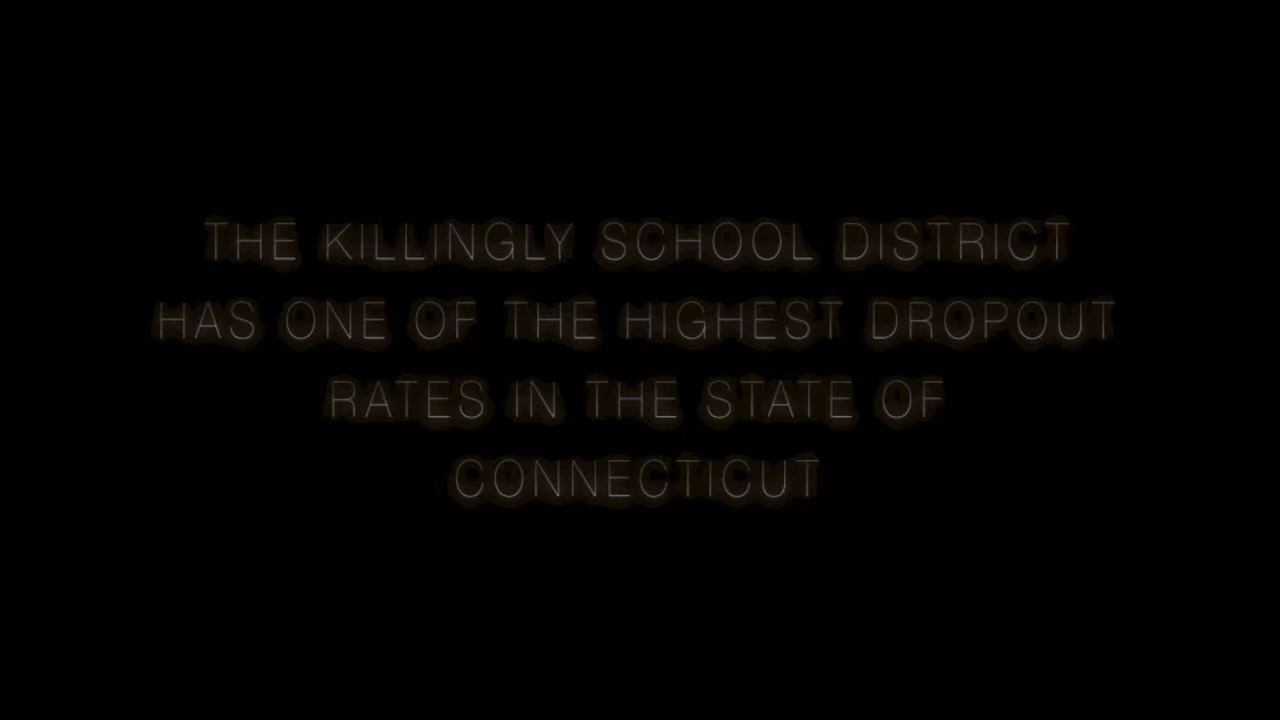 THE KILLINGLY SCHOOL DISTRICT
HAS ONE OF THE HIGHEST DROPOUT
RATES IN THE STATE OF
CONNECTICUT